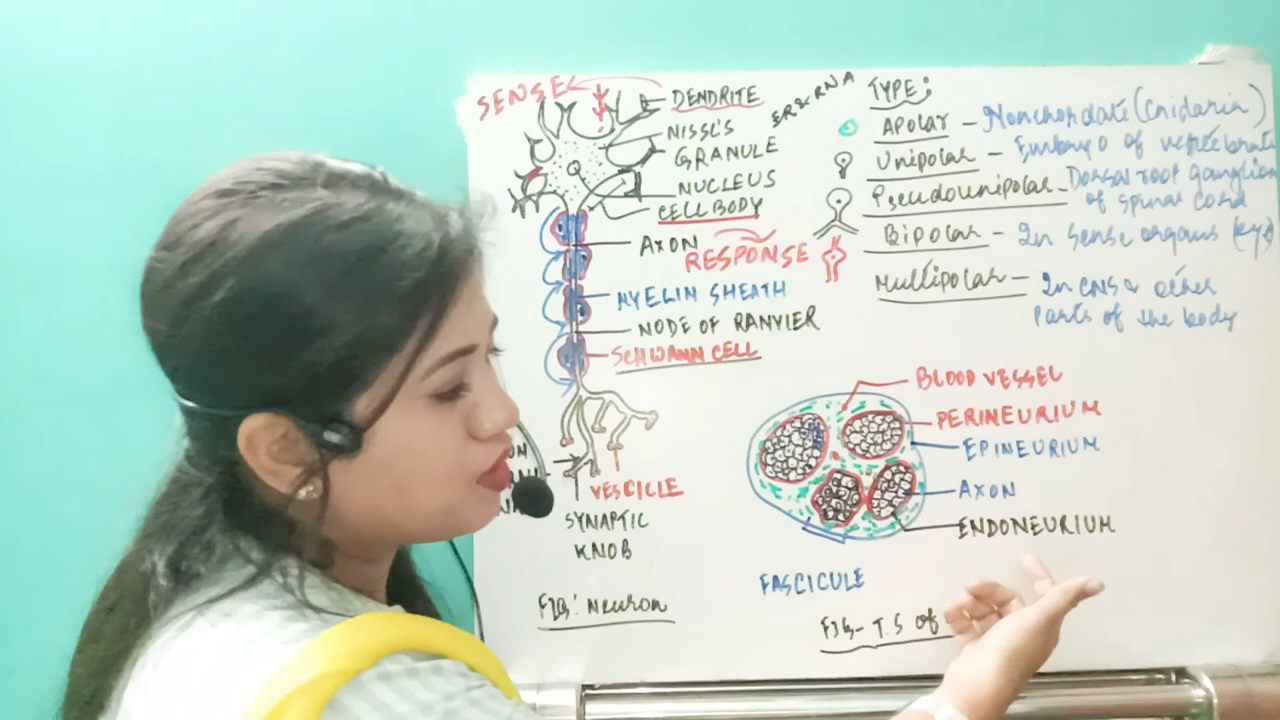 SENSE
DENDRITE
NISSL'S
GRANULE
ER & RNA
NUCLEUS
CELL BODY
AXON
RESPONSE
MYELIN SHEATH
NODE OF RANVIER
SCHWANN CELL
VESCICLE
SYNAPTIC
KNOB
FIG: Neuron
TYPE:
Apolar - Nonchordate (Cnidaria)
Unipolar - Embryo of vertebrate
Pseudounipolar - Dorsal root ganglion
of spinal cord
Bipolar - In sense organs (eye)
Multipolar - In CNS & other
parts of the body
BLOOD VESSEL
PERINEURIUM
EPINEURIUM
AXON
ENDONEURIUM
FASCICULE
FIG- T.S of